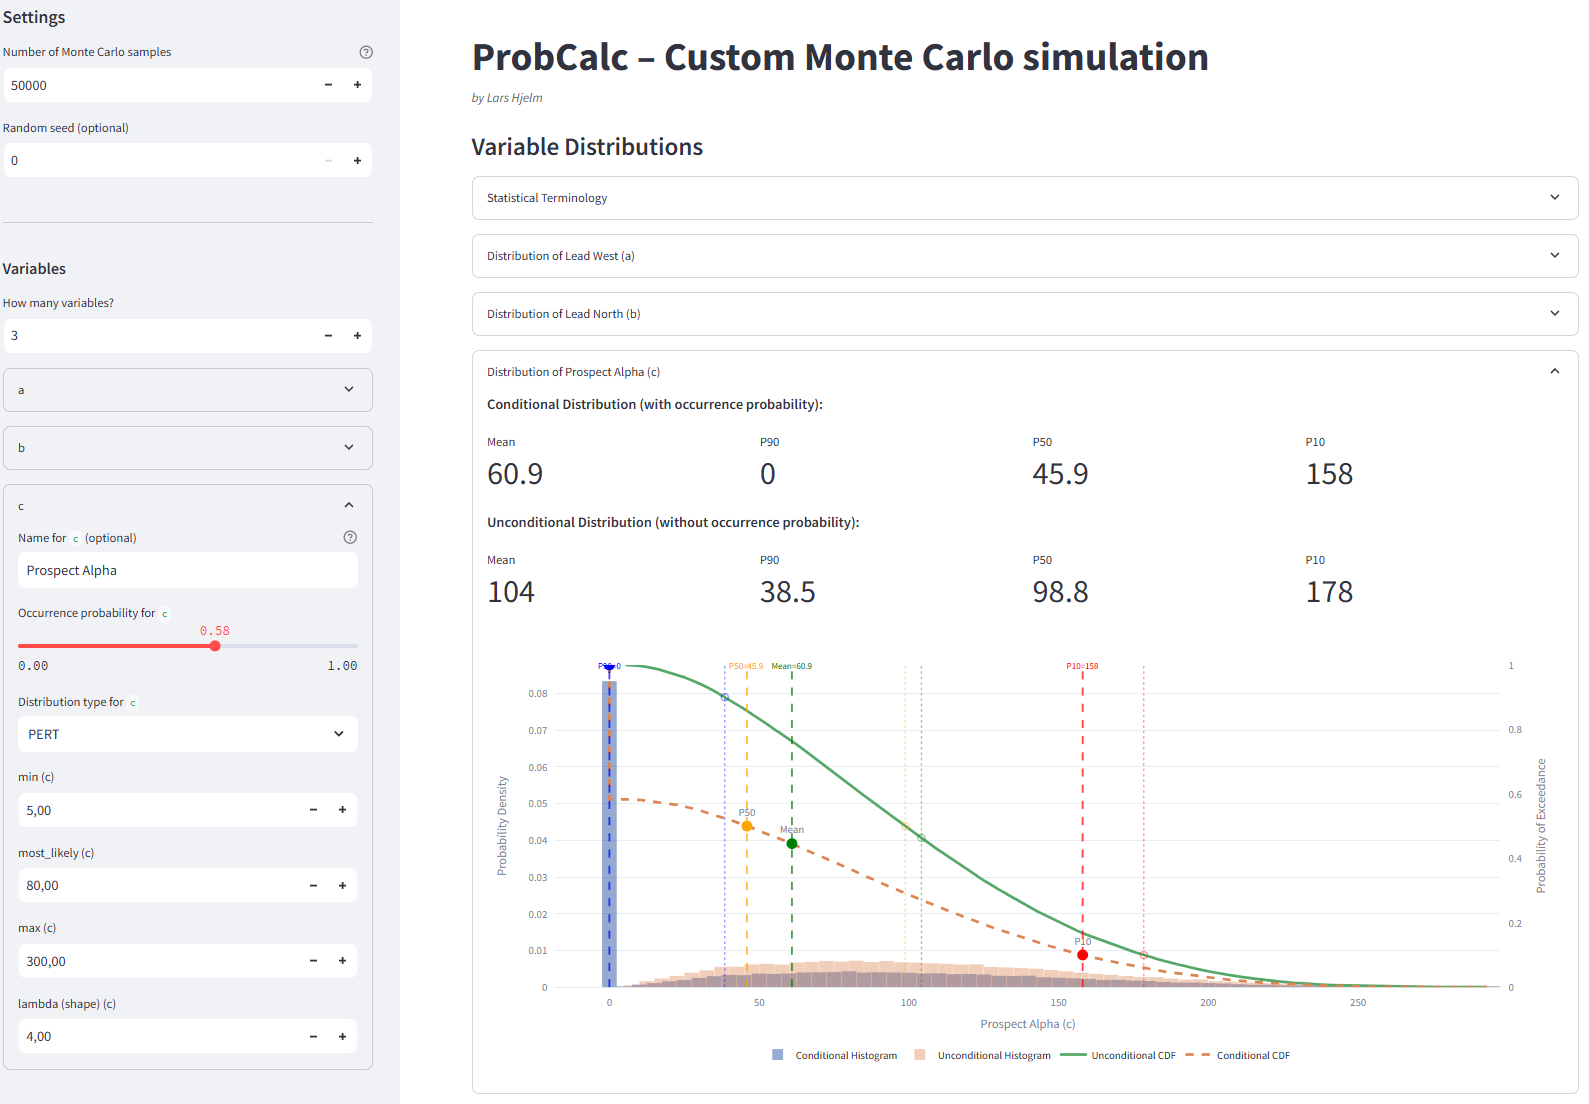 Settings
Number of Monte Carlo samples
50000
Random seed (optional)
0
Variables
How many variables?
3
a
b
c
Name for c (optional)
Prospect Alpha
Occurrence probability for c
0.58
0.00 1.00
Distribution type for c
PERT
min (c)
5,00
most_likely (c)
80,00
max (c)
300,00
lambda (shape) (c)
4,00
ProbCalc – Custom Monte Carlo simulation
by Lars Hjelm
Variable Distributions
Statistical Terminology
Distribution of Lead West (a)
Distribution of Lead North (b)
Distribution of Prospect Alpha (c)
Conditional Distribution (with occurrence probability):
Mean P90 P50 P10
60.9 0 45.9 158
Unconditional Distribution (without occurrence probability):
Mean P90 P50 P10
104 38.5 98.8 178
P90=0 P50=45.9 Mean=60.9 P10=158
P50
Mean
P10
Probability Density
0.08
0.07
0.06
0.05
0.04
0.03
0.02
0.01
0
1
0.8
0.6
0.4
0.2
0
Probability of Exceedance
0 50 100 150 200 250
Prospect Alpha (c)
Conditional Histogram Unconditional Histogram Unconditional CDF Conditional CDF